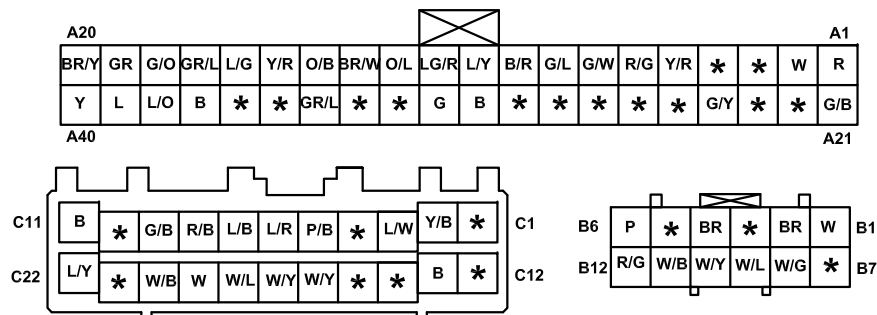 A20 A1
BR/Y GR G/O GR/L L/G Y/R O/B BR/W O/L LG/R L/Y B/R G/L G/W R/G Y/R * * W R
Y L L/O B * * GR/L * * G B * * * * * G/Y * * G/B
A40 A21
C11 B * G/B R/B L/B L/R P/B * L/W Y/B * C1
C22 L/Y * W/B W W/L W/Y W/Y * * B * C12
B6 P * BR * BR W B1
B12 R/G W/B W/Y W/L W/G * B7